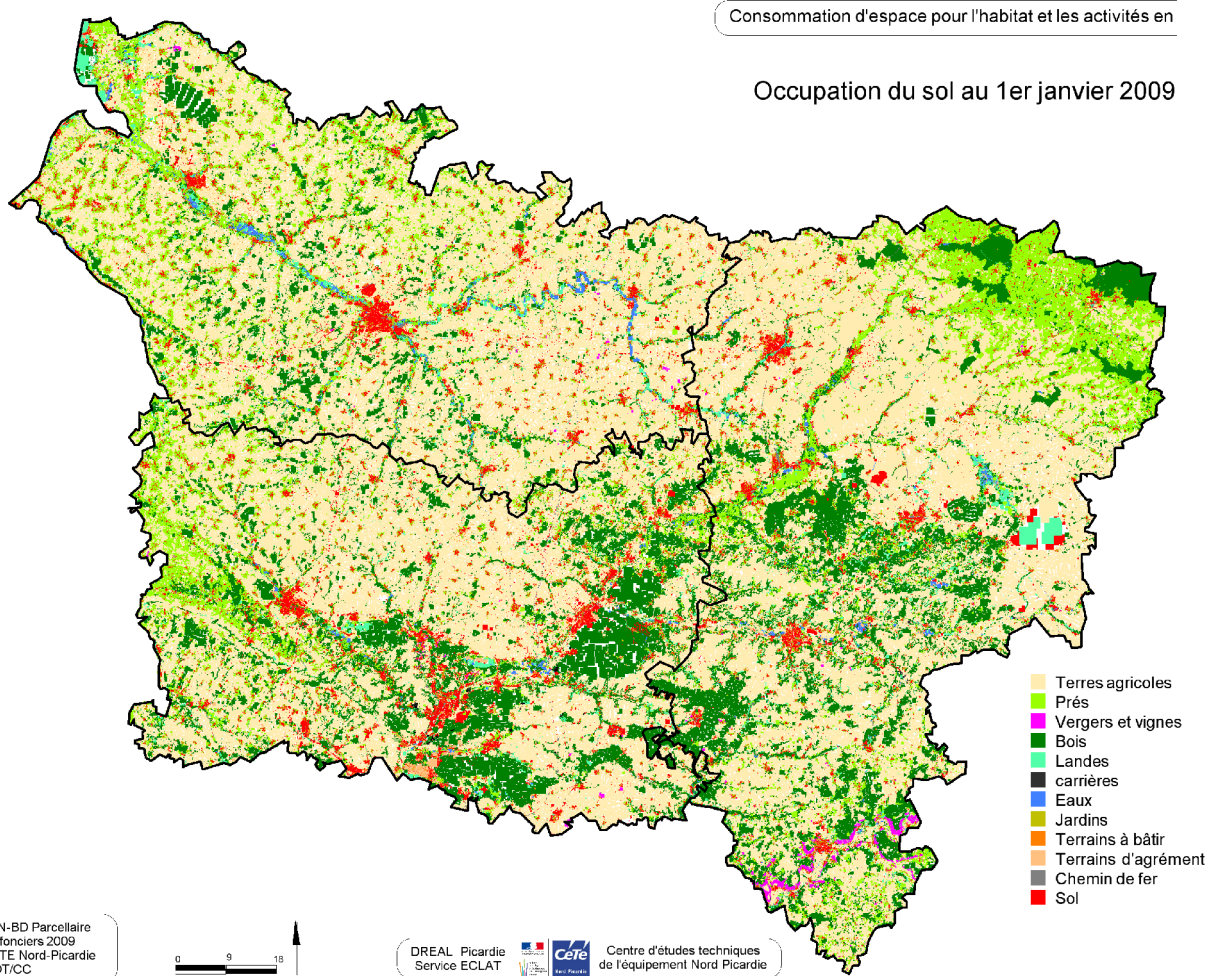 Consommation d'espace pour l'habitat et les activités en
Occupation du sol au 1er janvier 2009
Terres agricoles
Prés
Vergers et vignes
Bois
Landes
carrières
Eaux
Jardins
Terrains à bâtir
Terrains d'agrément
Chemin de fer
Sol
N-BD Parcellaire
fonciers 2009
TE Nord-Picardie
OT/CC
0 9 18
DREAL Picardie
Service ECLAT
CeTe
Nord Picardie
Centre d'études techniques
de l'équipement Nord Picardie